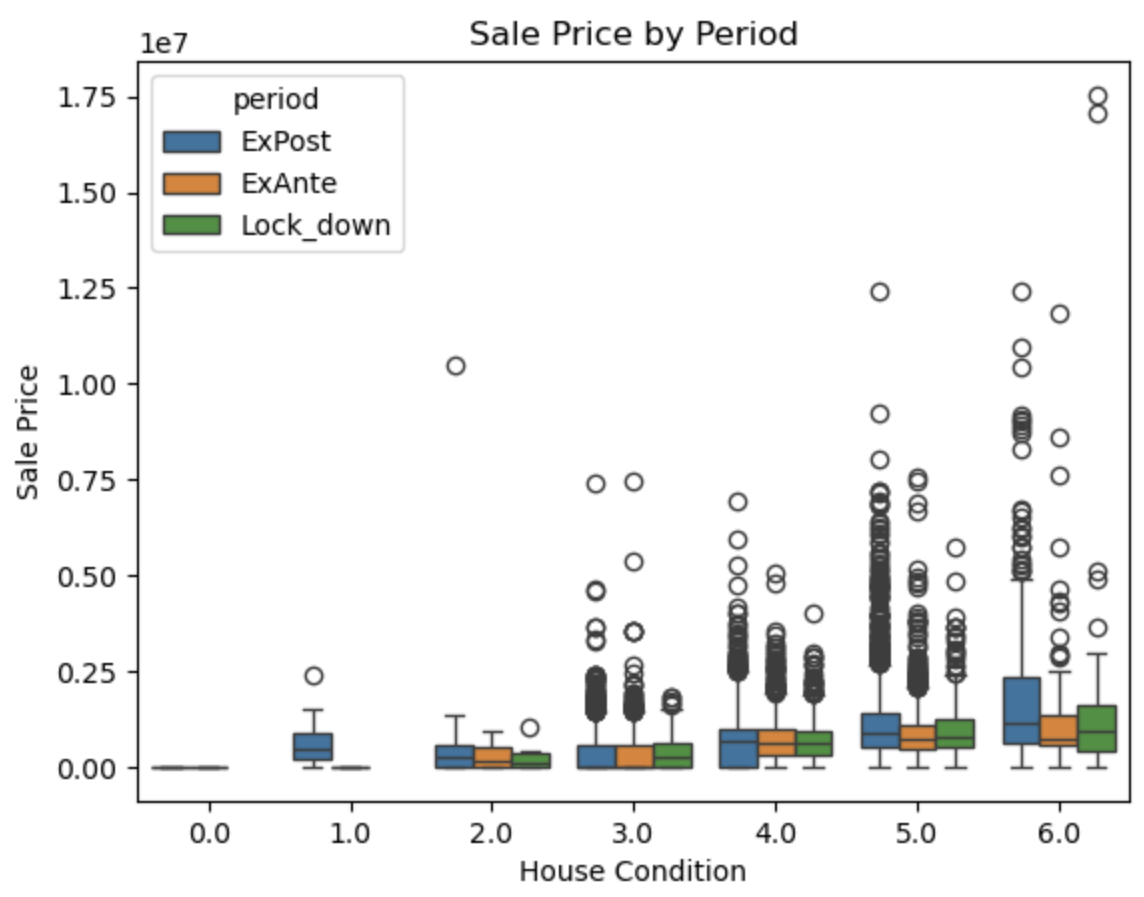 Sale Price by Period
1e7
period
ExPost
ExAnte
Lock_down
1.75
1.50
1.25
1.00
0.75
0.50
0.25
0.00
Sale Price
0.0 1.0 2.0 3.0 4.0 5.0 6.0
House Condition